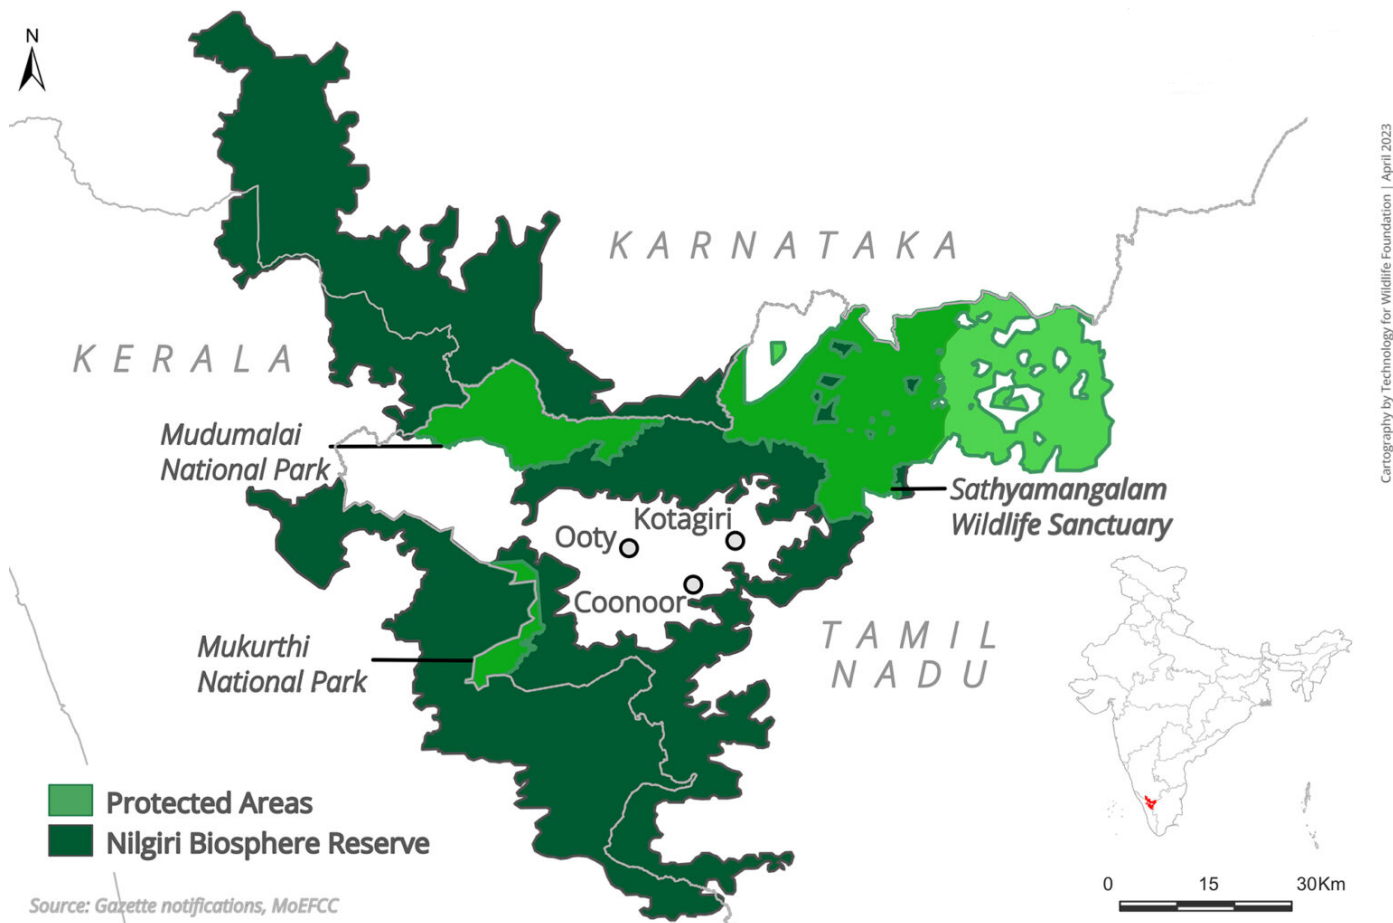 N
KARNATAKA
KERALA
Mudumalai
National Park
Sathyamangalam
Wildlife Sanctuary
Kotagiri
Ooty
Coonoor
TAMIL
NADU
Mukurthi
National Park
Protected Areas
Nilgiri Biosphere Reserve
Source: Gazette notifications, MoEFCC
0 15 30Km
Cartography by Technology for Wildlife Foundation | April 2023